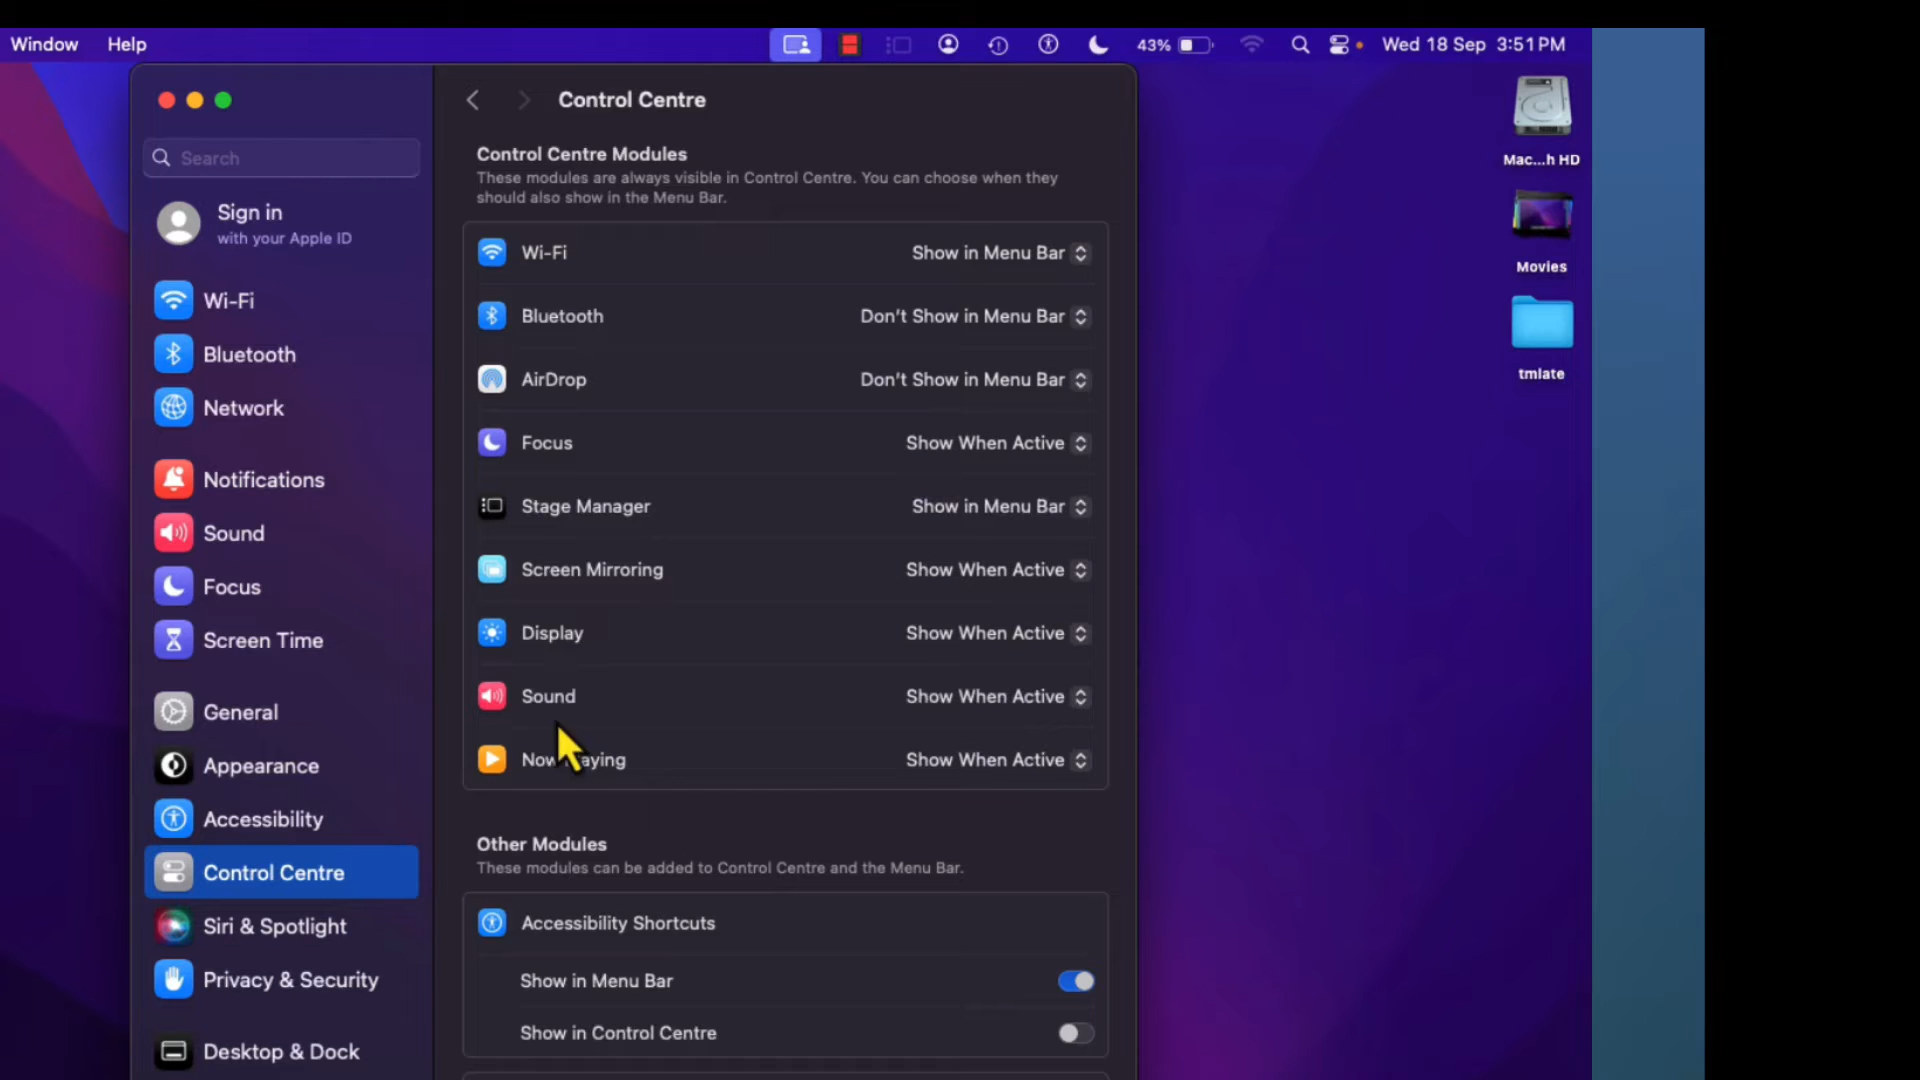 Window Help 43% Wed 18 Sep 3:51PM
Control Centre
Search
Sign in
with your Apple ID
Wi-Fi
Bluetooth
Network
Notifications
Sound
Focus
Screen Time
General
Appearance
Accessibility
Control Centre
Siri & Spotlight
Privacy & Security
Desktop & Dock
Control Centre Modules
These modules are always visible in Control Centre. You can choose when they
should also show in the Menu Bar.
Wi-Fi Show in Menu Bar
Bluetooth Don't Show in Menu Bar
AirDrop Don't Show in Menu Bar
Focus Show When Active
Stage Manager Show in Menu Bar
Screen Mirroring Show When Active
Display Show When Active
Sound Show When Active
Show When Active
Other Modules
These modules can be added to Control Centre and the Menu Bar.
Accessibility Shortcuts
Show in Menu Bar
Show in Control Centre
Mac...h HD
Movies
tmlate